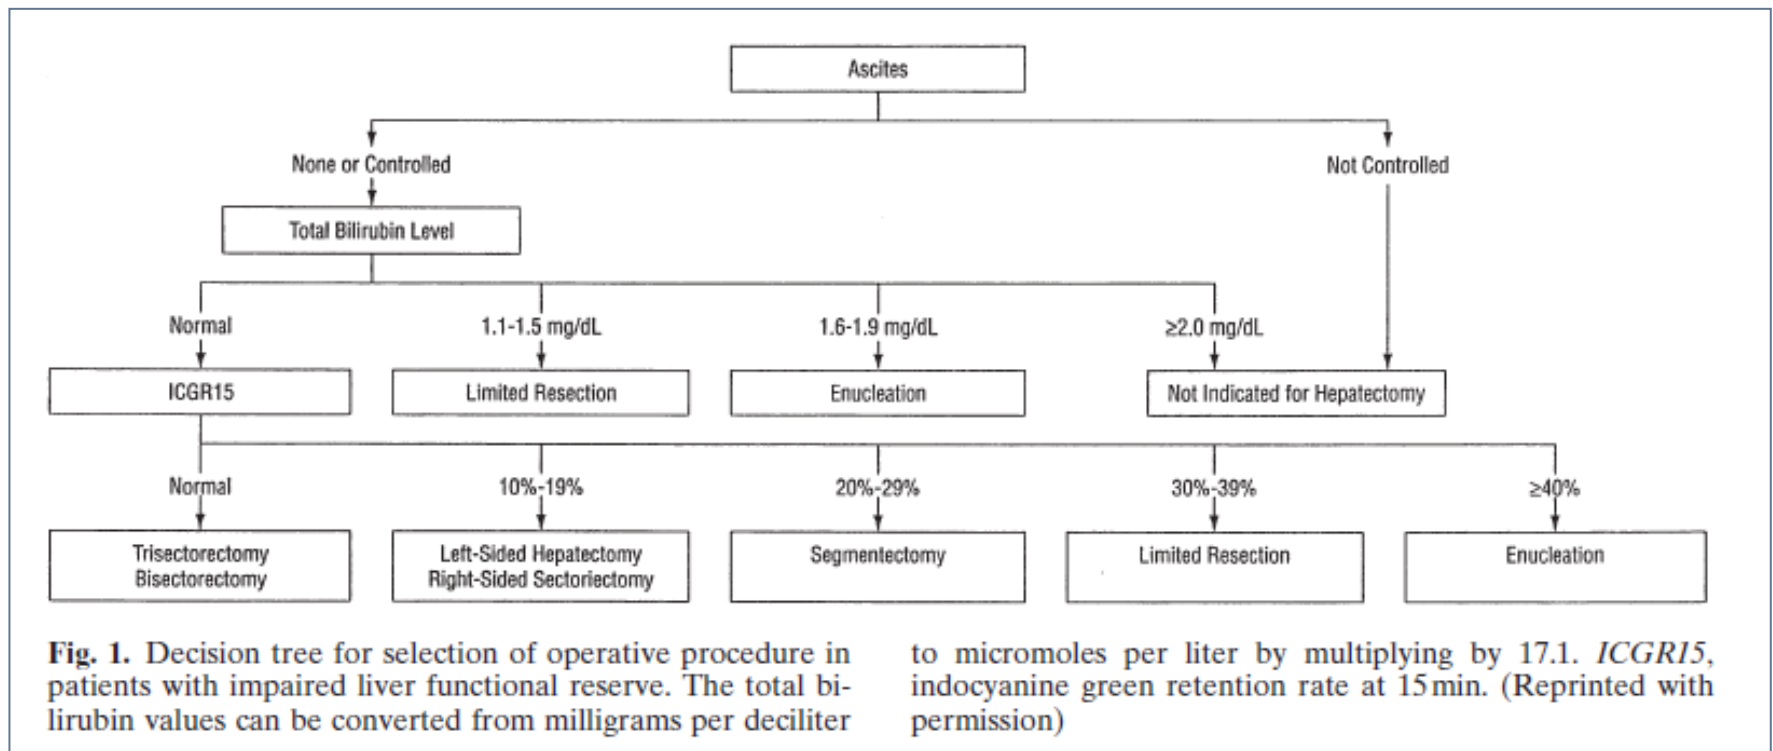 Ascites
None or Controlled
Not Controlled
Total Bilirubin Level
Normal
1.1-1.5 mg/dL
1.6-1.9 mg/dL
≥2.0 mg/dL
ICGR15
Limited Resection
Enucleation
Not Indicated for Hepatectomy
Normal
10%-19%
20%-29%
30%-39%
≥40%
Trisectorectomy
Bisectorectomy
Left-Sided Hepatectomy
Right-Sided Sectoriectomy
Segmentectomy
Limited Resection
Enucleation
Fig. 1. Decision tree for selection of operative procedure in
patients with impaired liver functional reserve. The total bi-
lirubin values can be converted from milligrams per deciliter
to micromoles per liter by multiplying by 17.1. ICGR15,
indocyanine green retention rate at 15 min. (Reprinted with
permission)